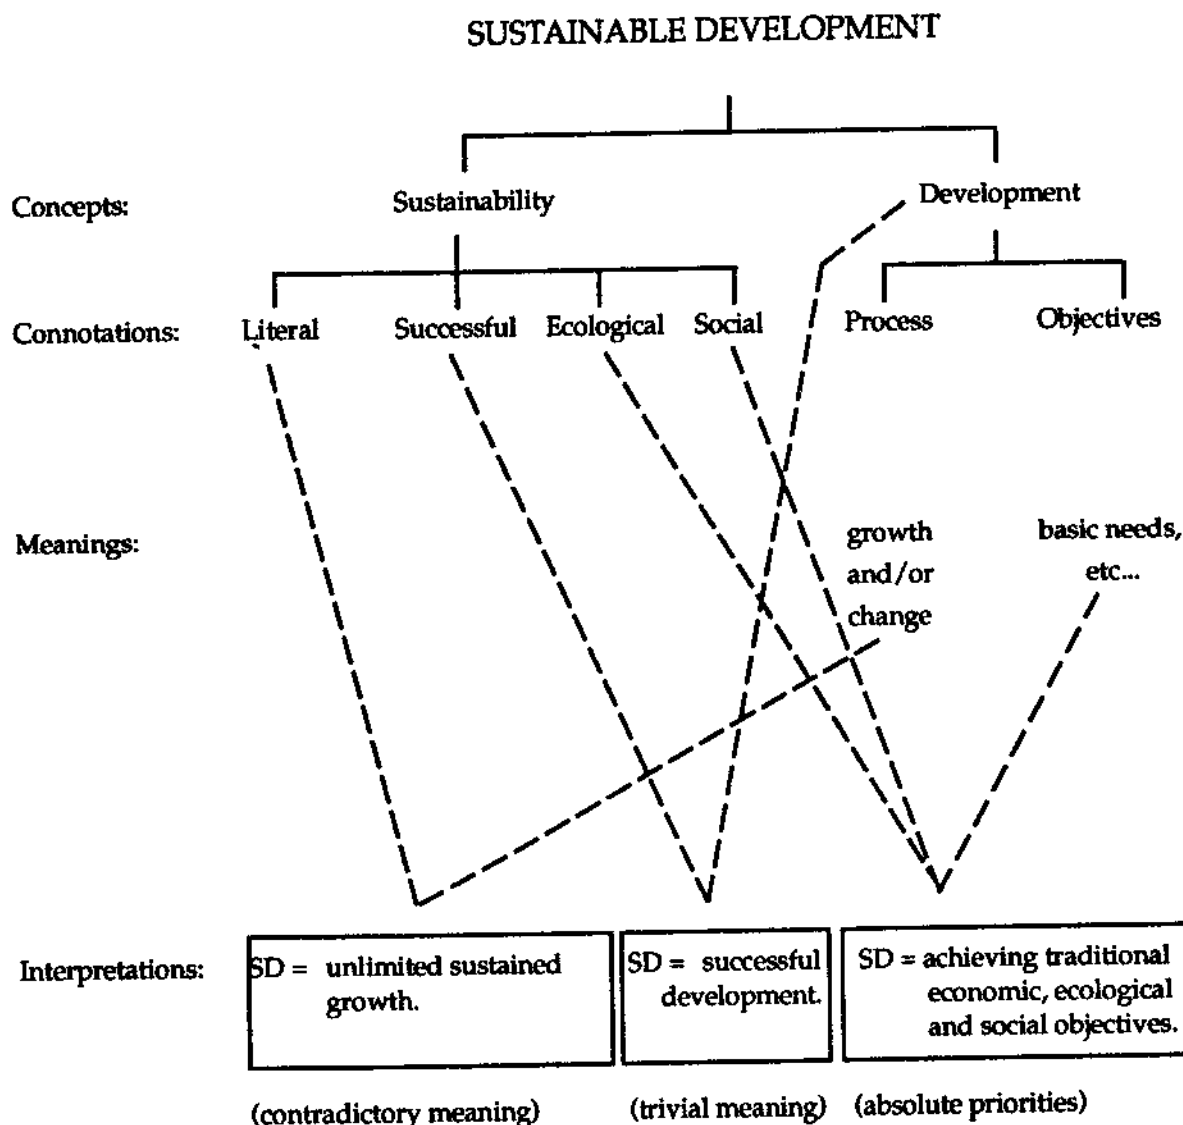 SUSTAINABLE DEVELOPMENT
Concepts: Sustainability Development
Connotations: Literal Successful Ecological Social Process Objectives
Meanings: growth and/or change basic needs, etc...
Interpretations:
SD = unlimited sustained
growth.
SD = successful
development.
SD = achieving traditional
economic, ecological
and social objectives.
(contradictory meaning) (trivial meaning) (absolute priorities)